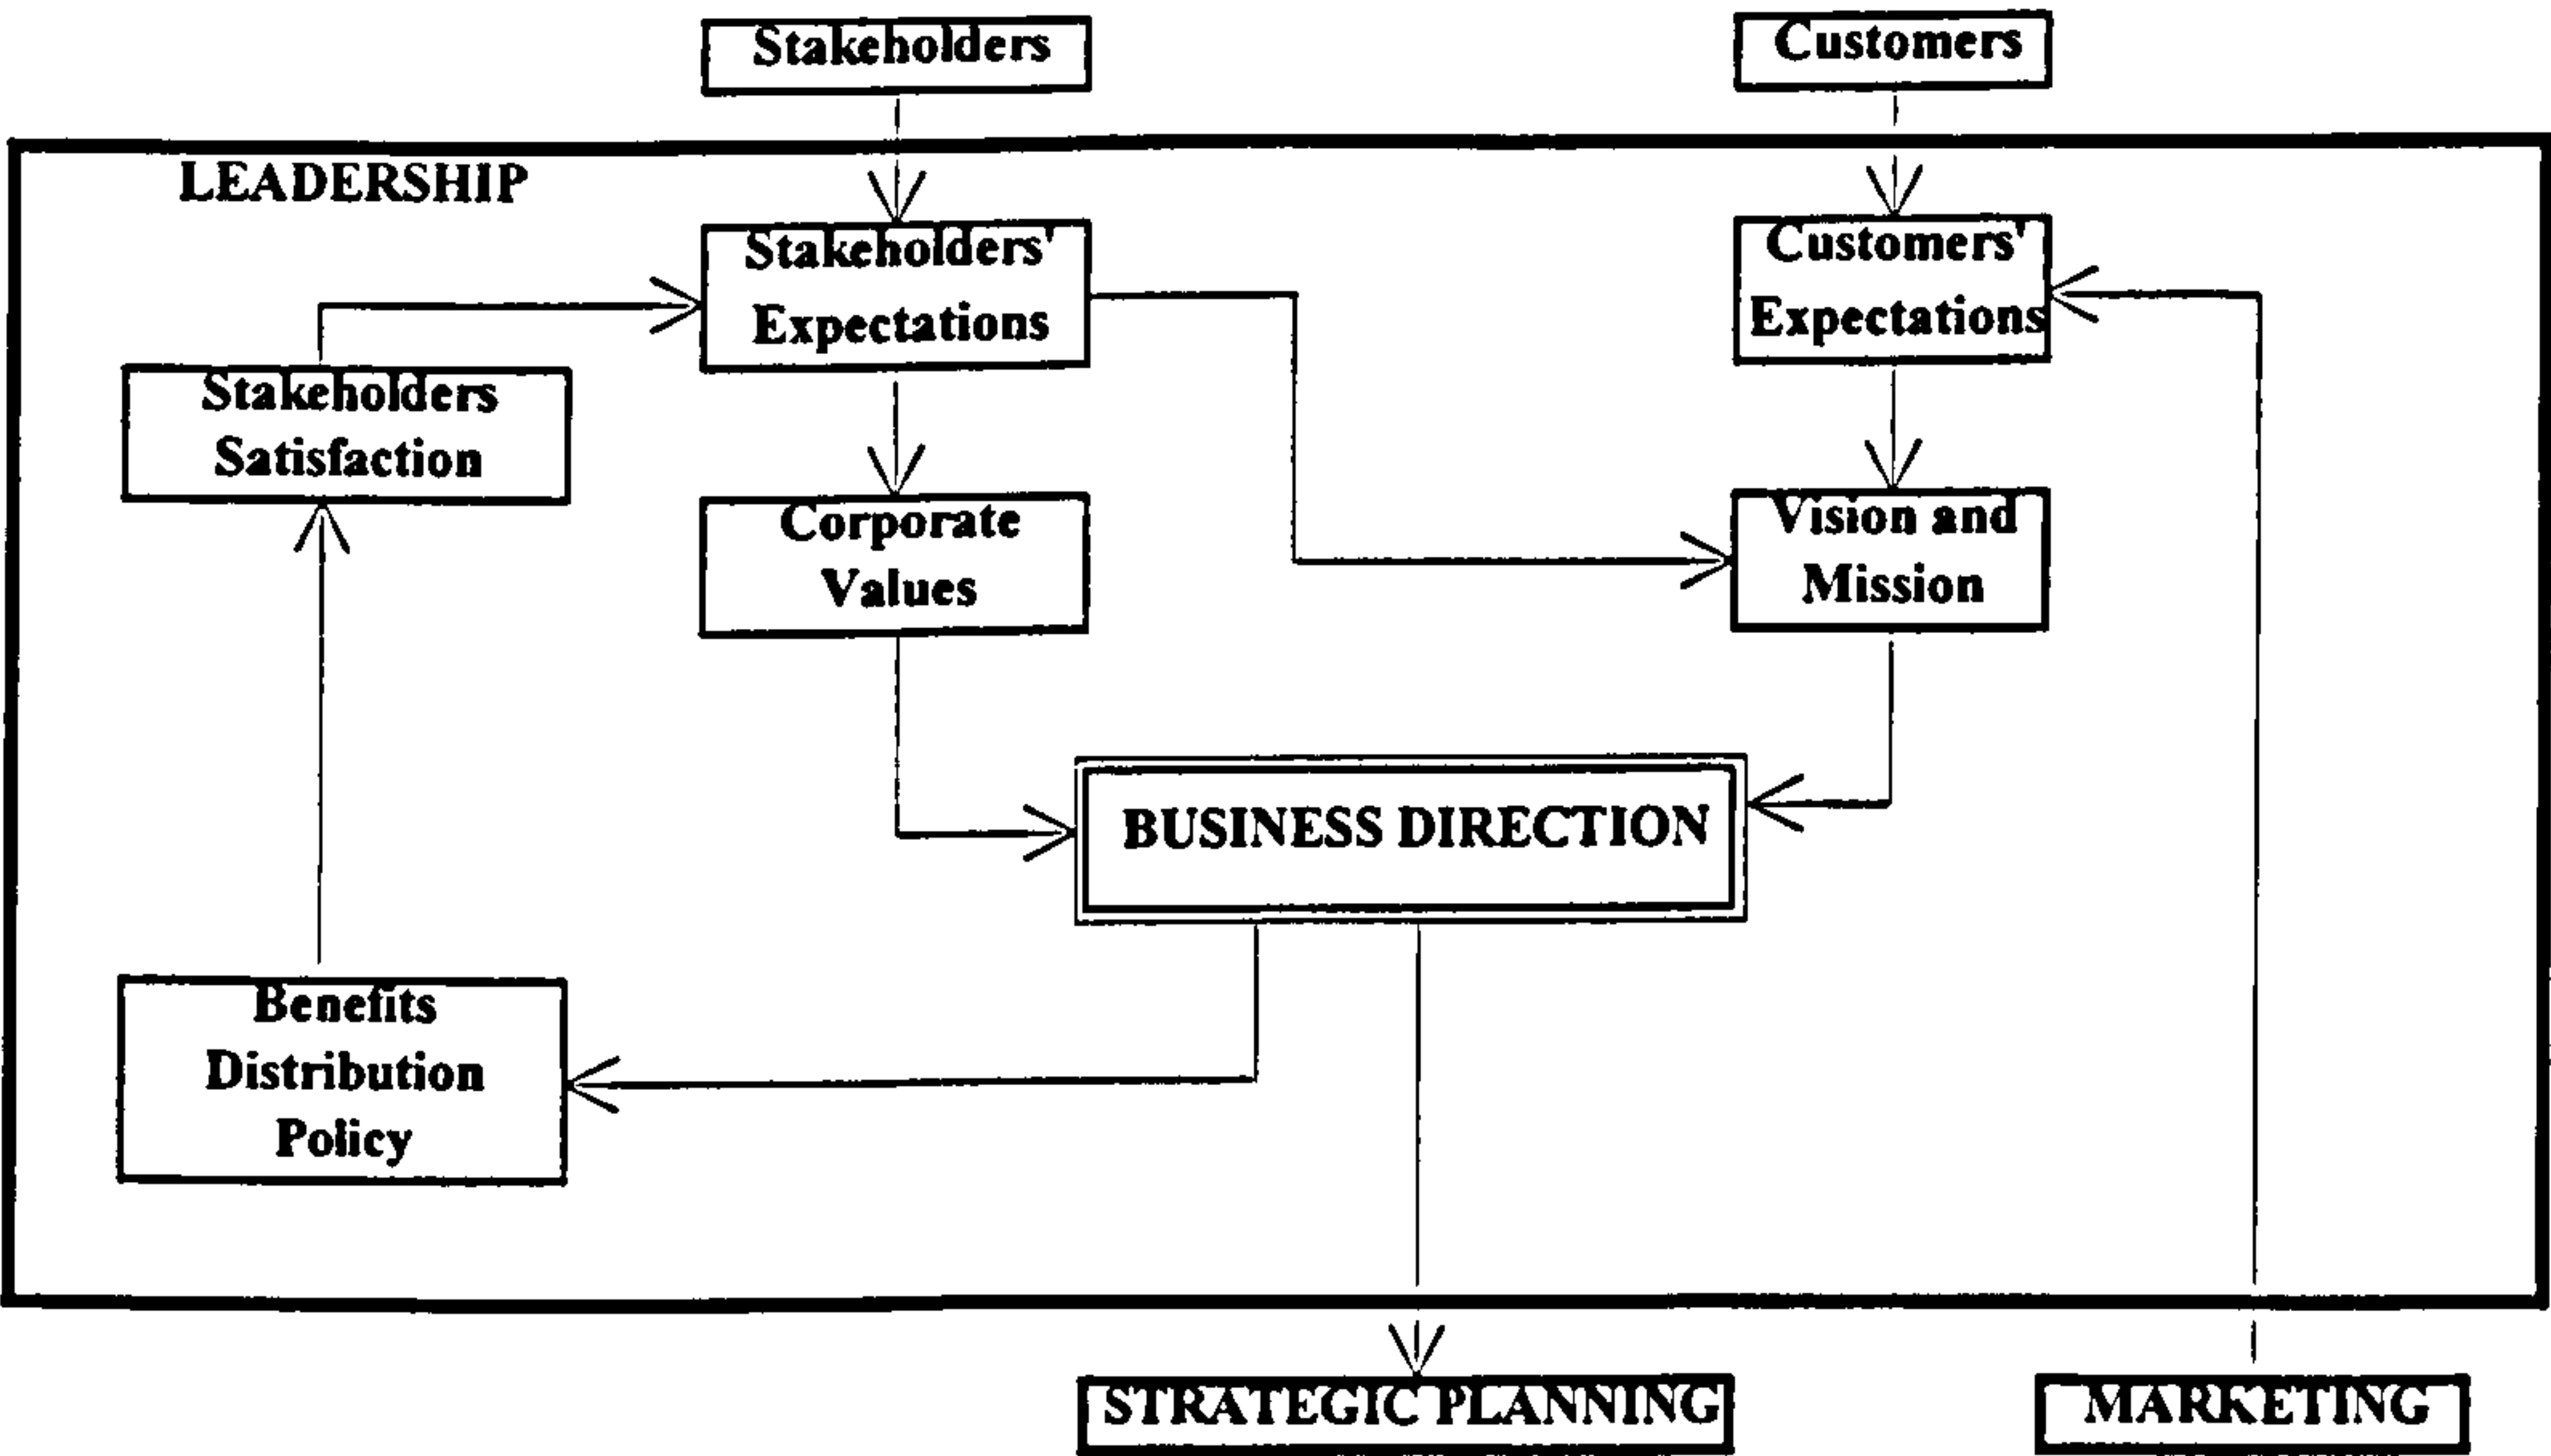 Stakeholders
Customers
LEADERSHIP
Stakeholders'
Expectations
Customers'
Expectations
Stakeholders
Satisfaction
Corporate
Values
Vision and
Mission
BUSINESS DIRECTION
Benefits
Distribution
Policy
STRATEGIC PLANNING
MARKETING